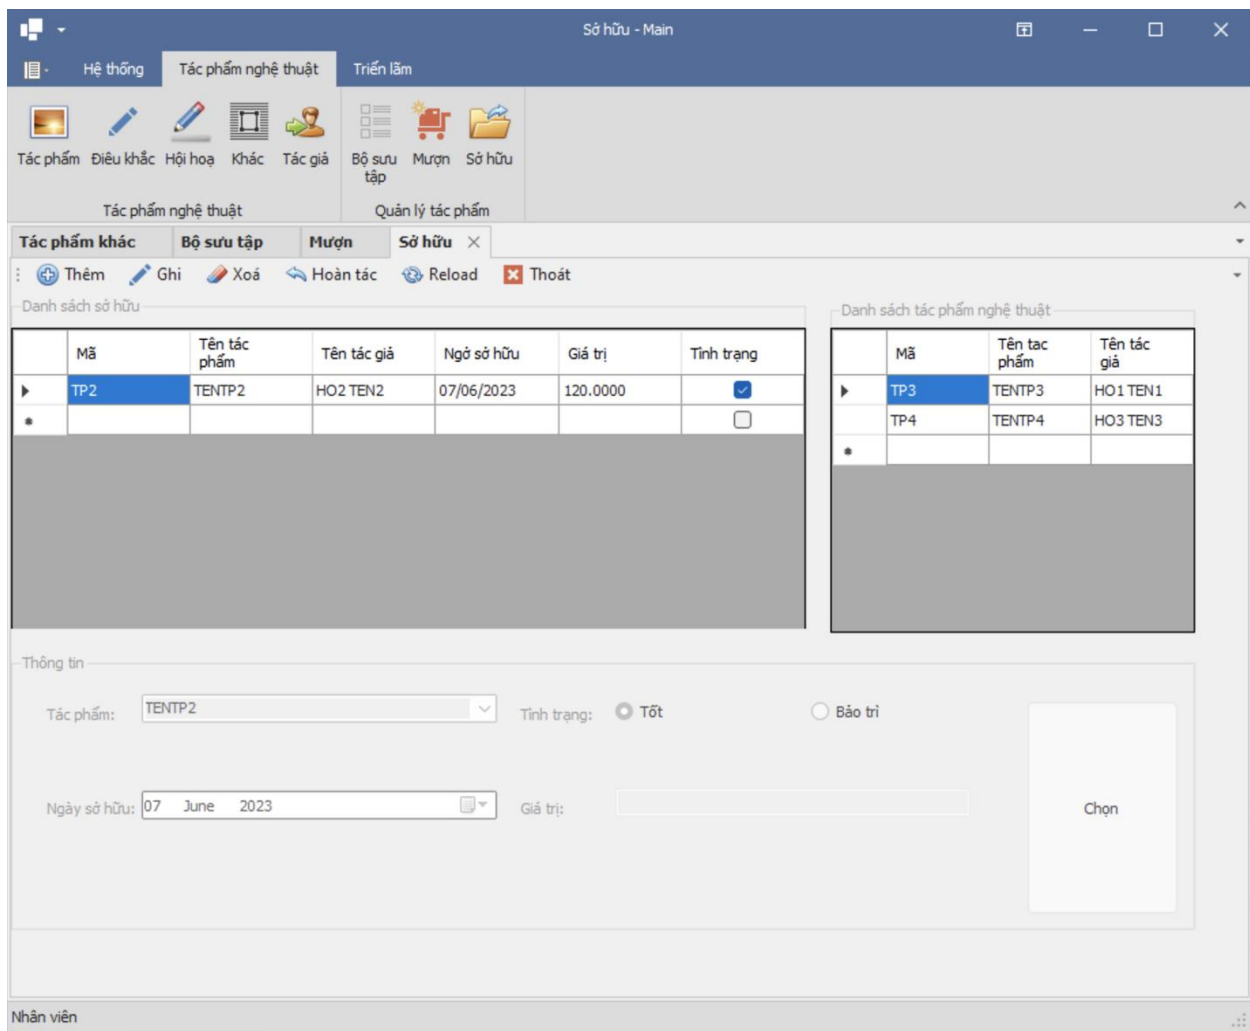 Sở hữu - Main
Hệ thống Tác phẩm nghệ thuật Triển lãm
Tác phẩm Điêu khắc Hội hoạ Khác Tác giả Bộ sưu tập Mượn Sở hữu
Tác phẩm nghệ thuật Quản lý tác phẩm
Tác phẩm khác Bộ sưu tập Mượn Sở hữu
Thêm Ghi Xoá Hoàn tác Reload Thoát
Danh sách sở hữu
Mã Tên tác phẩm Tên tác giả Ngở sở hữu Giá trị Tình trạng
TP2 TENTP2 HO2 TEN2 07/06/2023 120.0000
Danh sách tác phẩm nghệ thuật
Mã Tên tac phẩm Tên tác giả
TP3 TENTP3 HO1 TEN1
TP4 TENTP4 HO3 TEN3
Thông tin
Tác phẩm: TENTP2 Tình trạng: Tốt Bảo trì
Ngày sở hữu: 07 June 2023 Giá trị: Chọn
Nhân viên